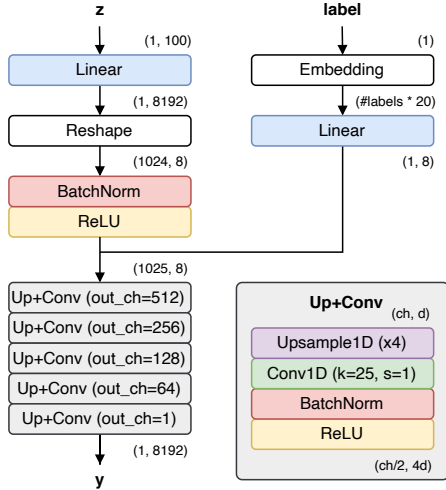 z
(1, 100)
Linear
(1, 8192)
Reshape
(1024, 8)
BatchNorm
ReLU
label
(1)
Embedding
(#labels * 20)
Linear
(1, 8)
(1025, 8)
Up+Conv (out_ch=512)
Up+Conv (out_ch=256)
Up+Conv (out_ch=128)
Up+Conv (out_ch=64)
Up+Conv (out_ch=1)
(1, 8192)
y
Up+Conv
(ch, d)
Upsample1D (x4)
Conv1D (k=25, s=1)
BatchNorm
ReLU
(ch/2, 4d)